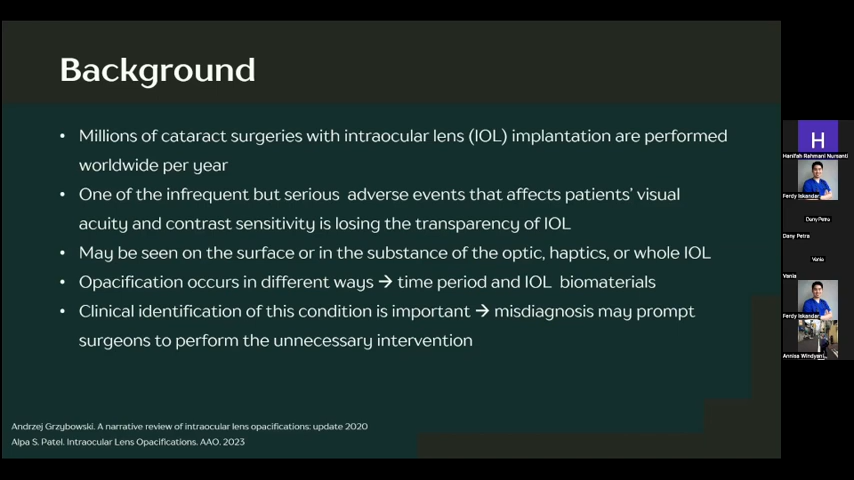 Background
• Millions of cataract surgeries with intraocular lens (IOL) implantation are performed
worldwide per year
• One of the infrequent but serious adverse events that affects patients' visual
acuity and contrast sensitivity is losing the transparency of IOL
• May be seen on the surface or in the substance of the optic, haptics, or whole IOL
• Opacification occurs in different ways → time period and IOL biomaterials
• Clinical identification of this condition is important → misdiagnosis may prompt
surgeons to perform the unnecessary intervention
Andrzej Grzybowski. A narrative review of intraocular lens opacifications: update 2020
Alpa S. Patel. Intraocular Lens Opacifications. AAO. 2023
H
Hanifah Rahmani Nursanti
Ferdy Iskandar
Dany Petra
Dany Petra
Vania
Vania
Ferdy Iskandar
Annisa Windyani